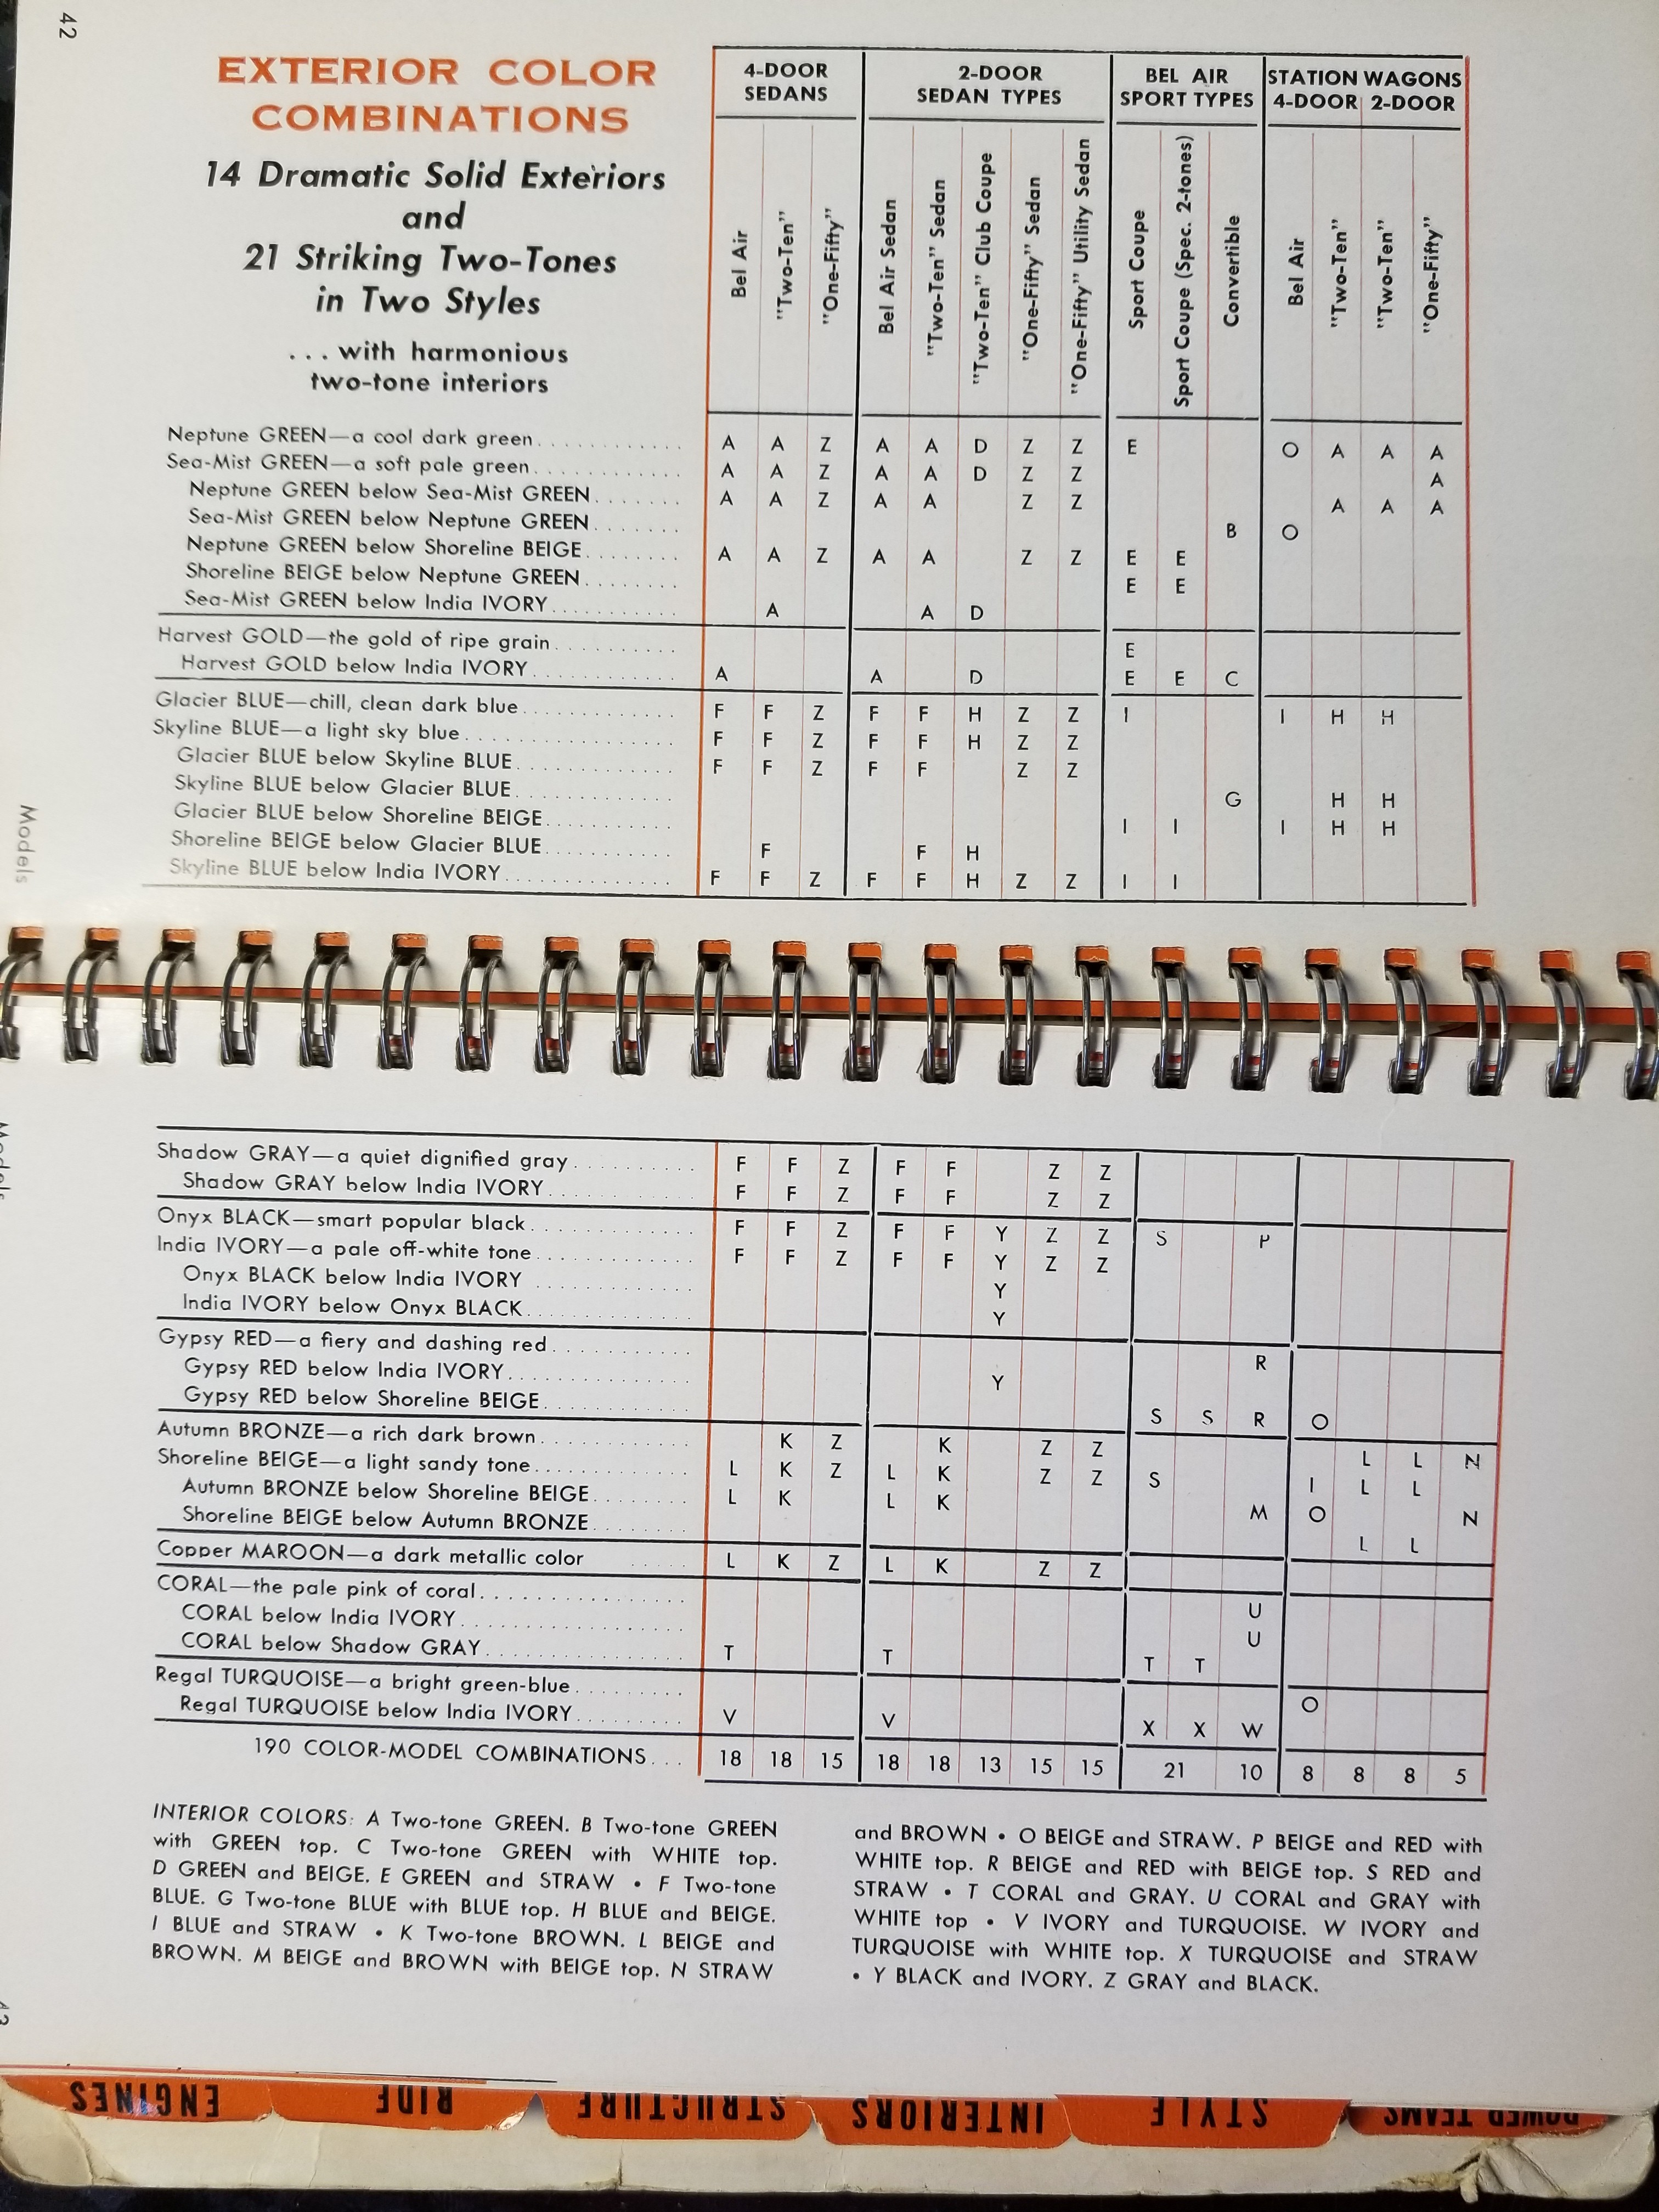 42
EXTERIOR COLOR
COMBINATIONS
14 Dramatic Solid Exteriors
and
21 Striking Two-Tones
in Two Styles
... with harmonious
two-tone interiors
4-DOOR SEDANS
2-DOOR SEDAN TYPES
BEL AIR SPORT TYPES
STATION WAGONS
4-DOOR 2-DOOR
Bel Air
"Two-Ten"
"One-Fifty"
Bel Air Sedan
"Two-Ten" Sedan
"Two-Ten" Club Coupe
"One-Fifty" Sedan
"One-Fifty" Utility Sedan
Sport Coupe
Sport Coupe (Spec. 2-tones)
Convertible
Bel Air
"Two-Ten"
"Two-Ten"
"One-Fifty"
Neptune GREEN—a cool dark green A A Z A A D Z Z E O A A A
Sea-Mist GREEN—a soft pale green A A Z A A D Z Z A
Neptune GREEN below Sea-Mist GREEN A A Z A A Z Z A A A
Sea-Mist GREEN below Neptune GREEN B O
Neptune GREEN below Shoreline BEIGE A A Z A A Z Z E E
Shoreline BEIGE below Neptune GREEN E E
Sea-Mist GREEN below India IVORY A A D
Harvest GOLD—the gold of ripe grain E
Harvest GOLD below India IVORY A A D E E C
Glacier BLUE—chill, clean dark blue F F Z F F H Z Z I I H H
Skyline BLUE—a light sky blue F F Z F F H Z Z
Glacier BLUE below Skyline BLUE F F Z F F Z Z
Skyline BLUE below Glacier BLUE G H H
Glacier BLUE below Shoreline BEIGE I I I H H
Shoreline BEIGE below Glacier BLUE F F H
Skyline BLUE below India IVORY F F Z F F H Z Z I I
Models
Shadow GRAY—a quiet dignified gray F F Z F F Z Z
Shadow GRAY below India IVORY F F Z F F Z Z
Onyx BLACK—smart popular black F F Z F F Y Z Z S P
India IVORY—a pale off-white tone F F Z F F Y Z Z
Onyx BLACK below India IVORY Y
India IVORY below Onyx BLACK Y
Gypsy RED—a fiery and dashing red R
Gypsy RED below India IVORY Y
Gypsy RED below Shoreline BEIGE S S R O
Autumn BRONZE—a rich dark brown K Z K Z Z L L N
Shoreline BEIGE—a light sandy tone L K Z L K Z Z S I L L
Autumn BRONZE below Shoreline BEIGE L K L K M O N
Shoreline BEIGE below Autumn BRONZE L L
Copper MAROON—a dark metallic color L K Z L K Z Z
CORAL—the pale pink of coral U
CORAL below India IVORY U
CORAL below Shadow GRAY T T T T
Regal TURQUOISE—a bright green-blue O
Regal TURQUOISE below India IVORY V V X X W
190 COLOR-MODEL COMBINATIONS... 18 18 15 18 18 13 15 15 21 10 8 8 8 5
INTERIOR COLORS: A Two-tone GREEN. B Two-tone GREEN
with GREEN top. C Two-tone GREEN with WHITE top.
D GREEN and BEIGE. E GREEN and STRAW • F Two-tone
BLUE. G Two-tone BLUE with BLUE top. H BLUE and BEIGE.
I BLUE and STRAW • K Two-tone BROWN. L BEIGE and
BROWN. M BEIGE and BROWN with BEIGE top. N STRAW
and BROWN • O BEIGE and STRAW. P BEIGE and RED with
WHITE top. R BEIGE and RED with BEIGE top. S RED and
STRAW • T CORAL and GRAY. U CORAL and GRAY with
WHITE top • V IVORY and TURQUOISE. W IVORY and
TURQUOISE with WHITE top. X TURQUOISE and STRAW
• Y BLACK and IVORY. Z GRAY and BLACK.
ENGINES
RIDE
STRUCTURE
INTERIORS
STYLE
POWER TEAMS